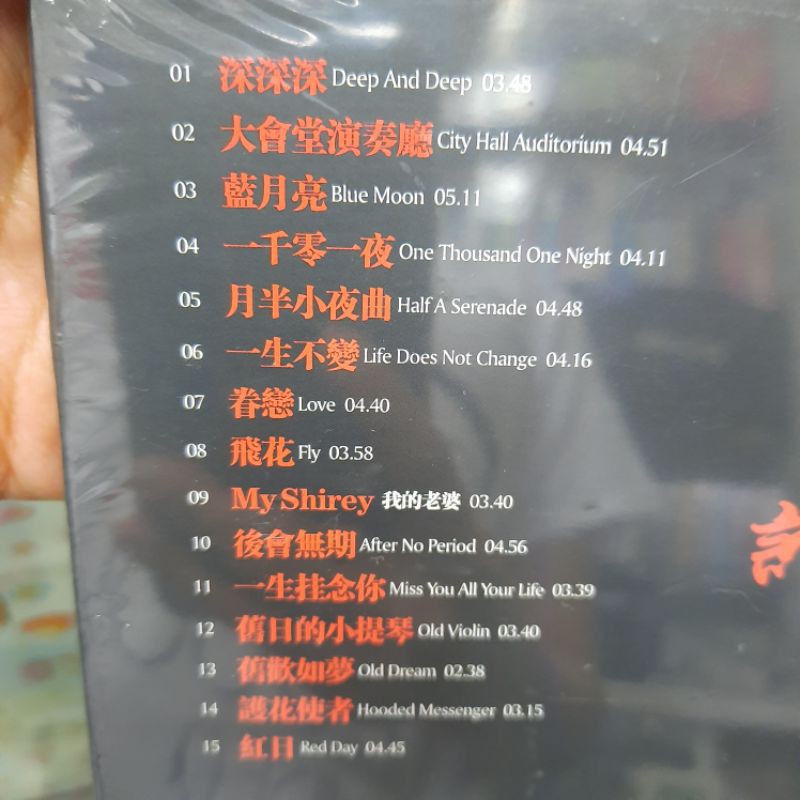 01 深深深 Deep And Deep 03.48
02 大會堂演奏廳 City Hall Auditorium 04.51
03 藍月亮 Blue Moon 05.11
04 一千零一夜 One Thousand One Night 04.11
05 月半小夜曲 Half A Serenade 04.48
06 一生不變 Life Does Not Change 04.16
07 眷戀 Love 04.40
08 飛花 Fly 03.58
09 My Shirey 我的老婆 03.40
10 後會無期 After No Period 04.56
11 一生挂念你 Miss You All Your Life 03.39
12 舊日的小提琴 Old Violin 03.40
13 舊歡如夢 Old Dream 02.38
14 護花使者 Hooded Messenger 03.15
15 紅日 Red Day 04.45